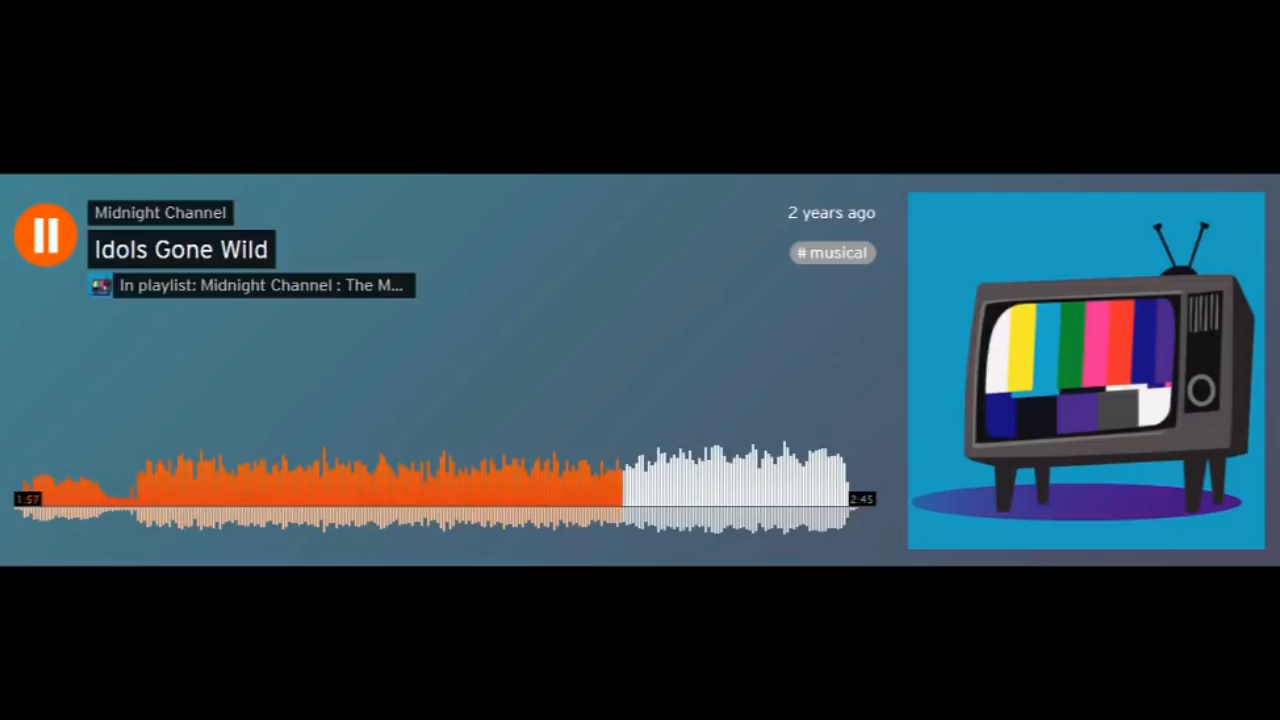 Midnight Channel
2 years ago
Idols Gone Wild
# musical
In playlist: Midnight Channel : The M...
1:57
2:45